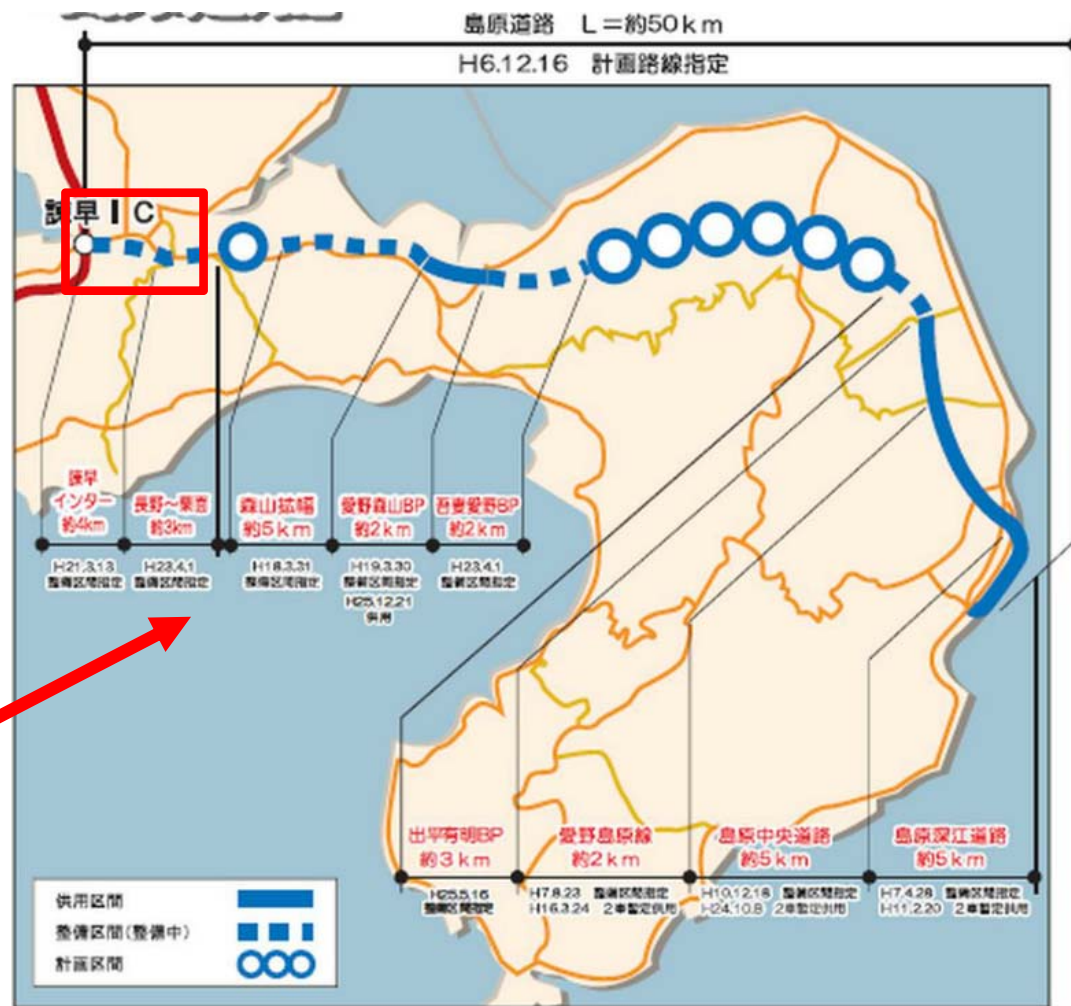 島原道路 L=約50km
H6.12.16 計画路線指定
諫早IC
諫早
インター
約4km
長野〜栗面
約3km
森山拡幅
約5km
愛野森山BP
約2km
吾妻愛野BP
約2km
H21.3.13
整備区間指定
H23.4.1
整備区間指定
H18.3.31
整備区間指定
H19.3.30
整備区間指定
H25.12.21
供用
H23.4.1
整備区間指定
出平有明BP
約3km
愛野島原線
約2km
島原中央道路
約5km
島原深江道路
約5km
H25.5.16
整備区間指定
H7.8.23 整備区間指定
H16.3.24 2車暫定供用
H10.12.18 整備区間指定
H24.10.8 2車暫定供用
H7.4.28 整備区間指定
H11.2.20 2車暫定供用
供用区間
整備区間(整備中)
計画区間